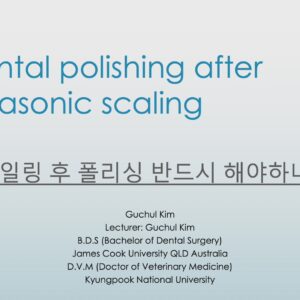 ntal polishing after
asonic scaling
일링 후 폴리싱 반드시 해야하나
Guchul Kim
Lecturer: Guchul Kim
B.D.S (Bachelor of Dental Surgery)
James Cook University QLD Australia
D.V.M (Doctor of Veterinary Medicine)
Kyungpook National University